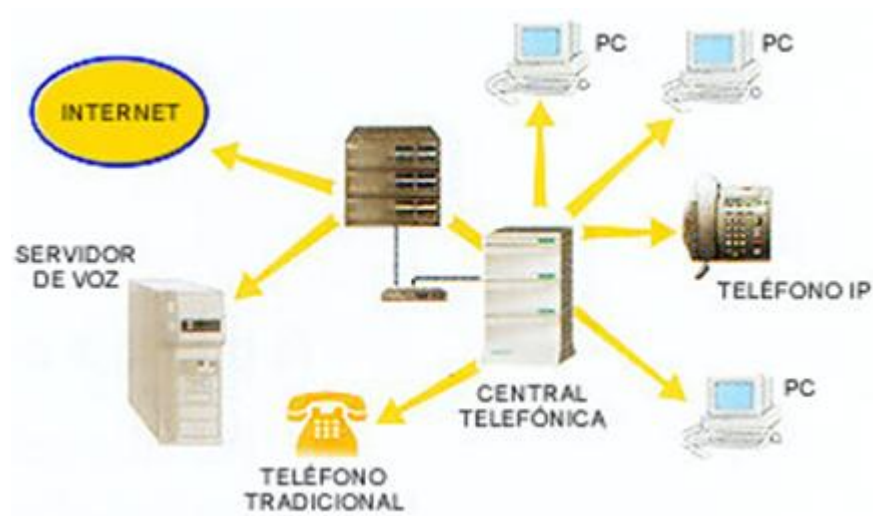 PC
PC
INTERNET
SERVIDOR
DE VOZ
TELÉFONO IP
PC
CENTRAL
TELEFÓNICA
TELÉFONO
TRADICIONAL